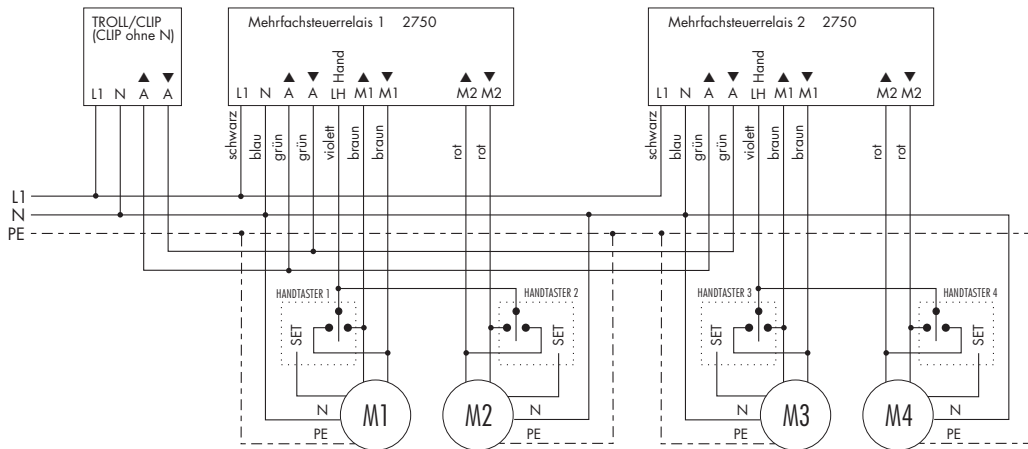 TROLL/CLIP
(CLIP ohne N)
L1 N A A
Mehrfachsteuerrelais 1 2750
L1 N A A LH Hand M1 M1 M2 M2
schwarz
blau
grün
grün
violett
braun
braun
rot
rot
Mehrfachsteuerrelais 2 2750
L1 N A A LH Hand M1 M1 M2 M2
schwarz
blau
grün
grün
violett
braun
braun
rot
rot
L1
N
PE
HANDTASTER 1
SET
HANDTASTER 2
SET
HANDTASTER 3
SET
HANDTASTER 4
SET
M1
N
PE
M2
N
PE
M3
N
PE
M4
N
PE